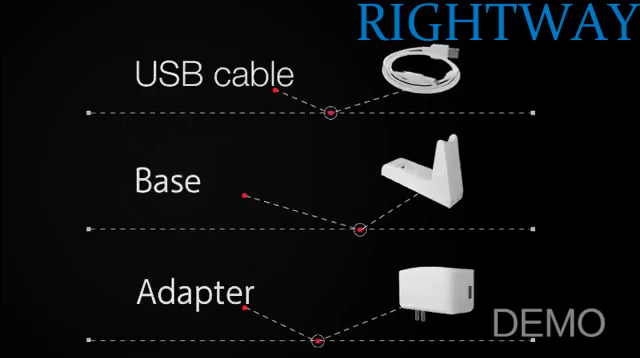 RIGHTWAY
USB cable
Base
Adapter
DEMO